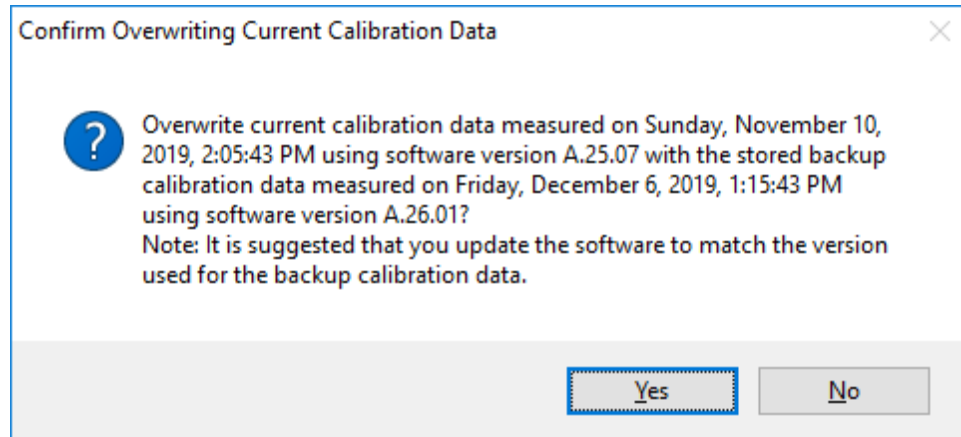 Confirm Overwriting Current Calibration Data
Overwrite current calibration data measured on Sunday, November 10,
2019, 2:05:43 PM using software version A.25.07 with the stored backup
calibration data measured on Friday, December 6, 2019, 1:15:43 PM
using software version A.26.01?
Note: It is suggested that you update the software to match the version
used for the backup calibration data.
Yes
No